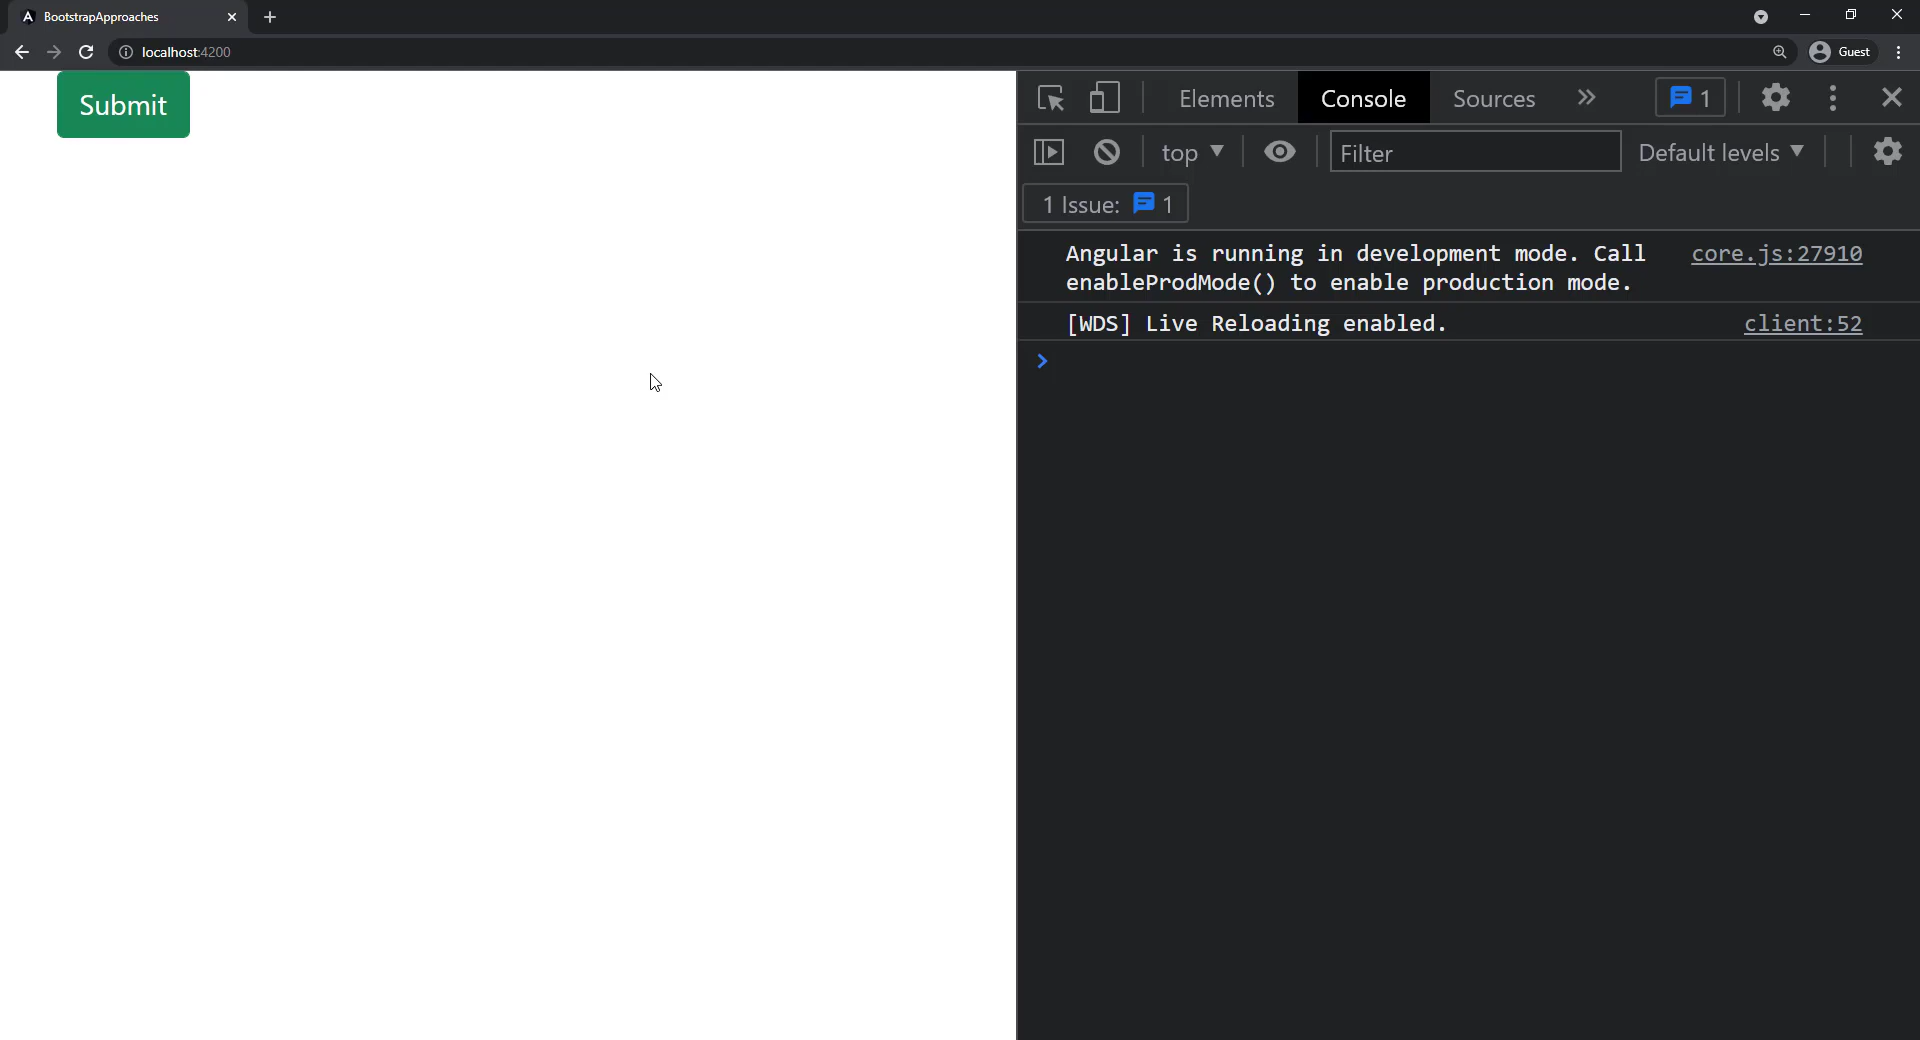 BootstrapApproaches
localhost:4200
Guest
Submit
Elements
Console
Sources
1
top
Filter
Default levels
1 Issue: 1
Angular is running in development mode. Call core.js:27910
enableProdMode() to enable production mode.
[WDS] Live Reloading enabled. client:52